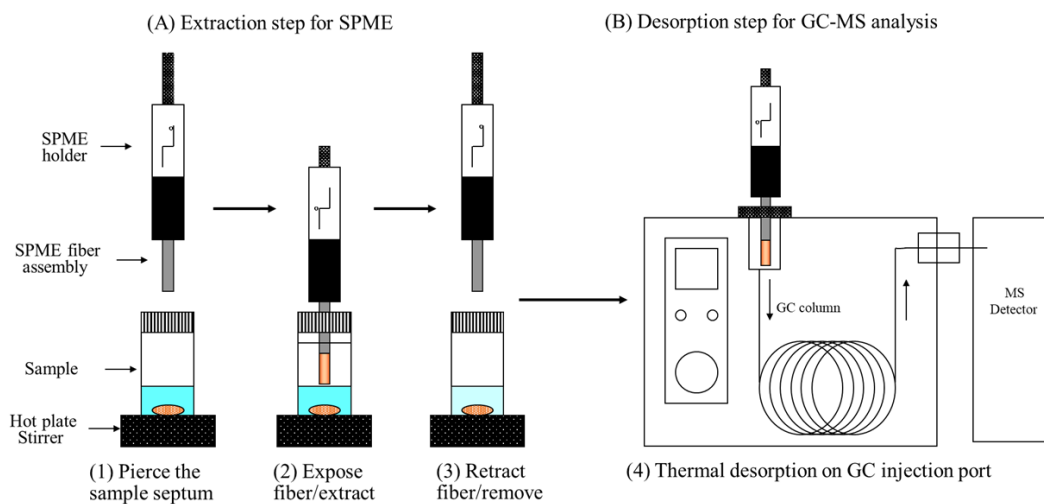 (A) Extraction step for SPME
(B) Desorption step for GC-MS analysis
SPME
holder
SPME fiber
assembly
Sample
Hot plate
Stirrer
GC column
MS
Detector
(1) Pierce the
sample septum
(2) Expose
fiber/extract
(3) Retract
fiber/remove
(4) Thermal desorption on GC injection port